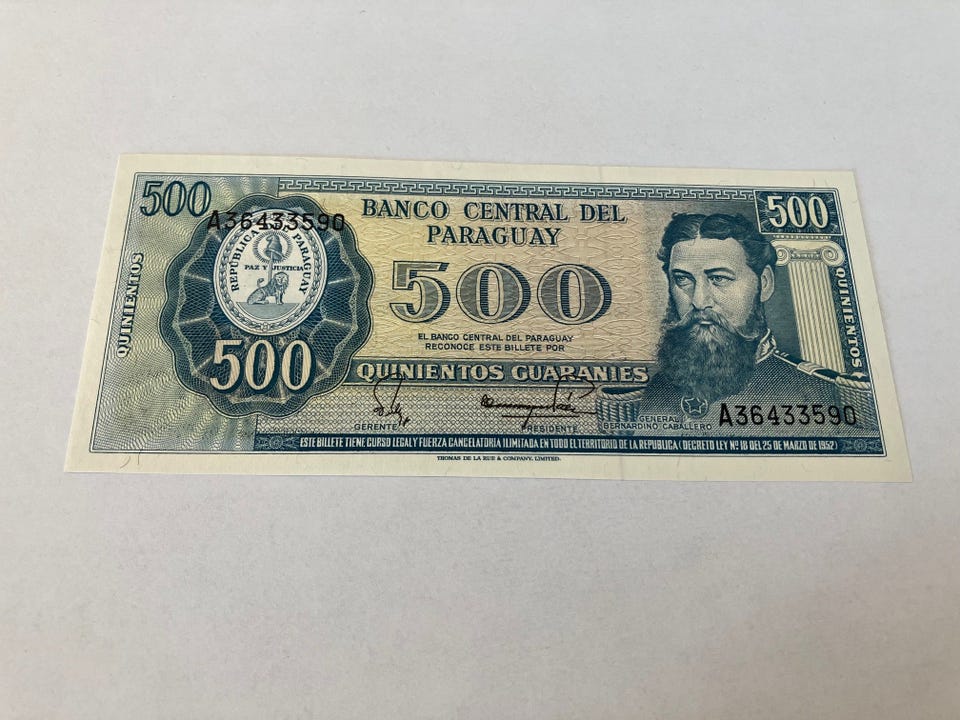 500
A36433590
BANCO CENTRAL DEL
PARAGUAY
500
QUINIENTOS
REPUBLICA PARAGUAY
PAZ Y JUSTICIA
500
500
EL BANCO CENTRAL DEL PARAGUAY
RECONOCE ESTE BILLETE POR
QUINIENTOS GUARANIES
QUINIENTOS
GERENTE
PRESIDENTE
GENERAL
BERNARDINO CABALLERO
A36433590
ESTE BILLETE TIENE CURSO LEGAL Y FUERZA CANCELATORIA ILIMITADA EN TODO EL TERRITORIO DE LA REPUBLICA (DECRETO LEY Nº 18 DEL 25 DE MARZO DE 1952)
THOMAS DE LA RUE & COMPANY, LIMITED.